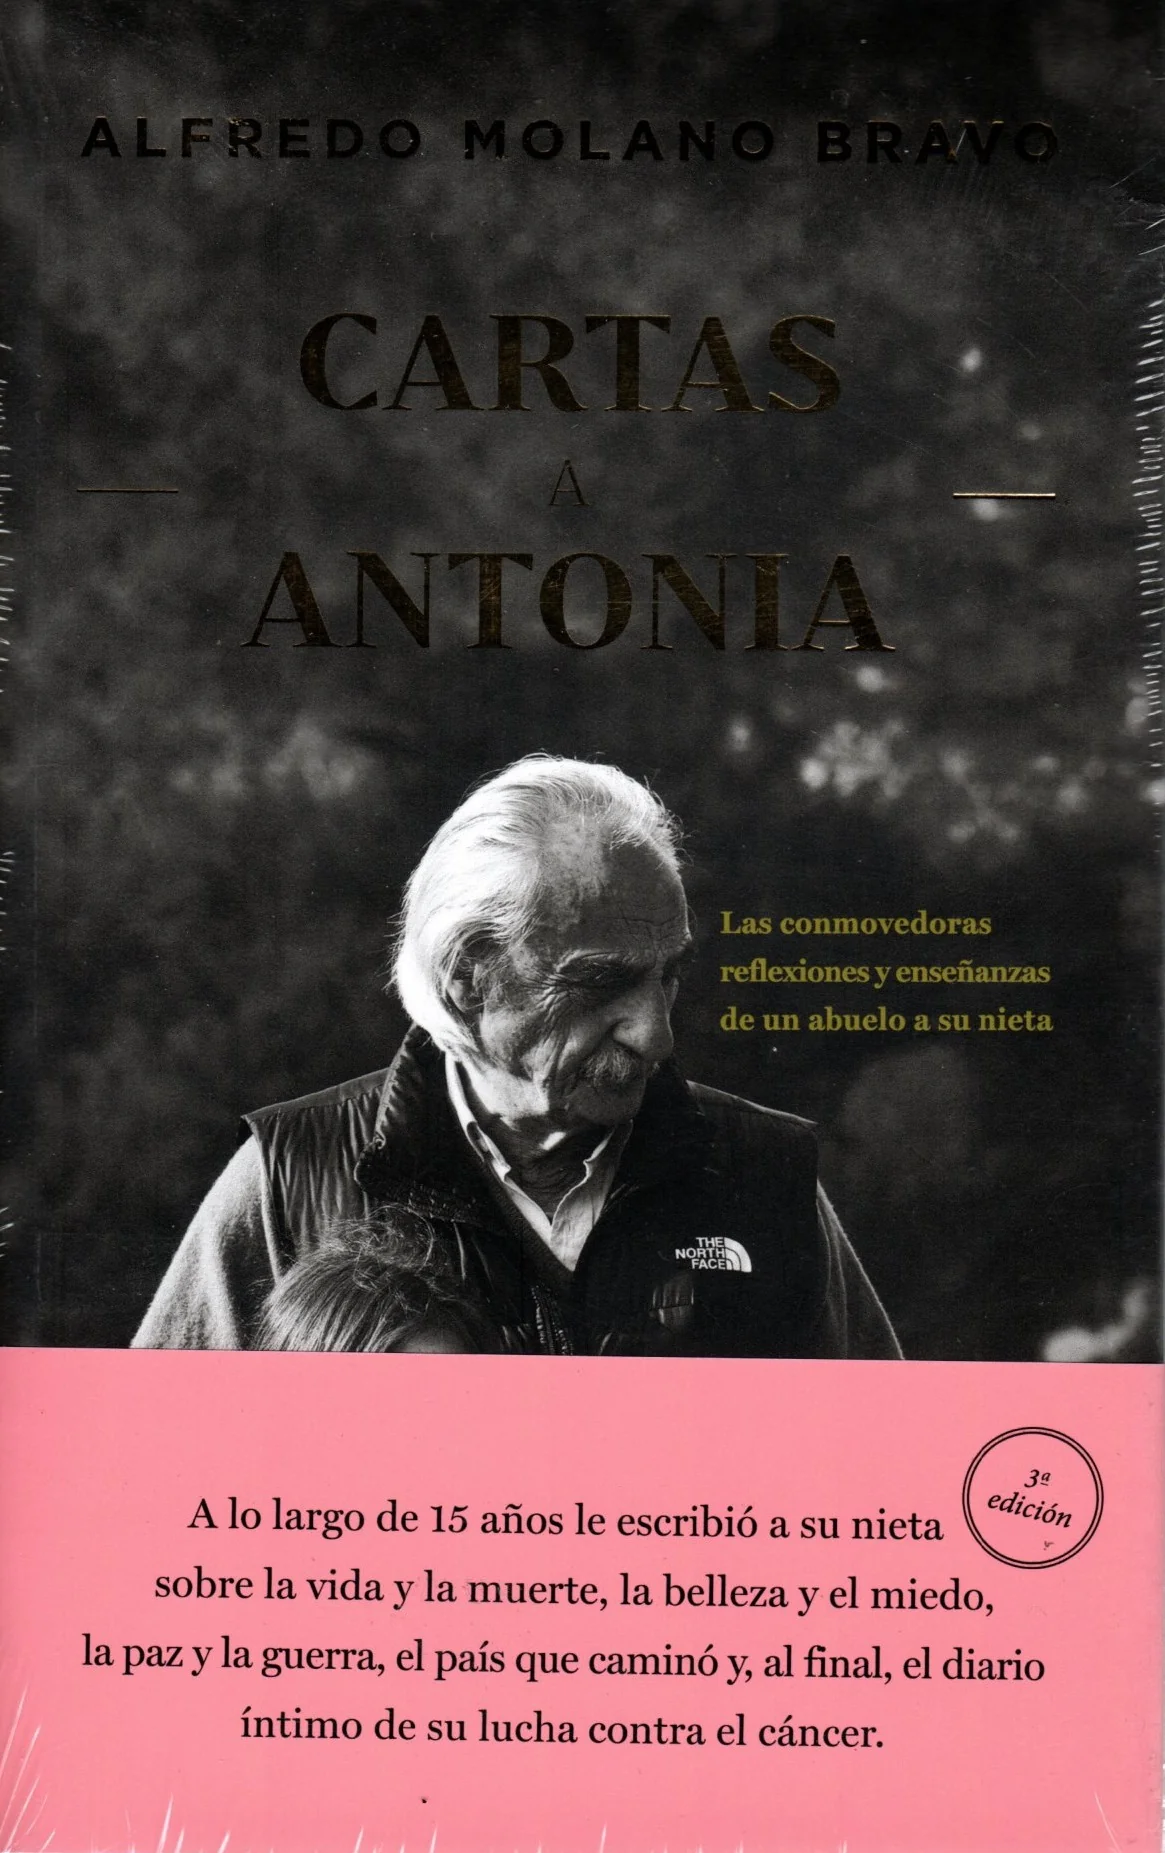 ALFREDO MOLANO BRAVO
CARTAS
A
ANTONIA
Las conmovedoras
reflexiones y enseñanzas
de un abuelo a su nieta
THE
NORTH
FACE
3ª
edición
A lo largo de 15 años le escribió a su nieta
sobre la vida y la muerte, la belleza y el miedo,
la paz y la guerra, el país que caminó y, al final, el diario
íntimo de su lucha contra el cáncer.